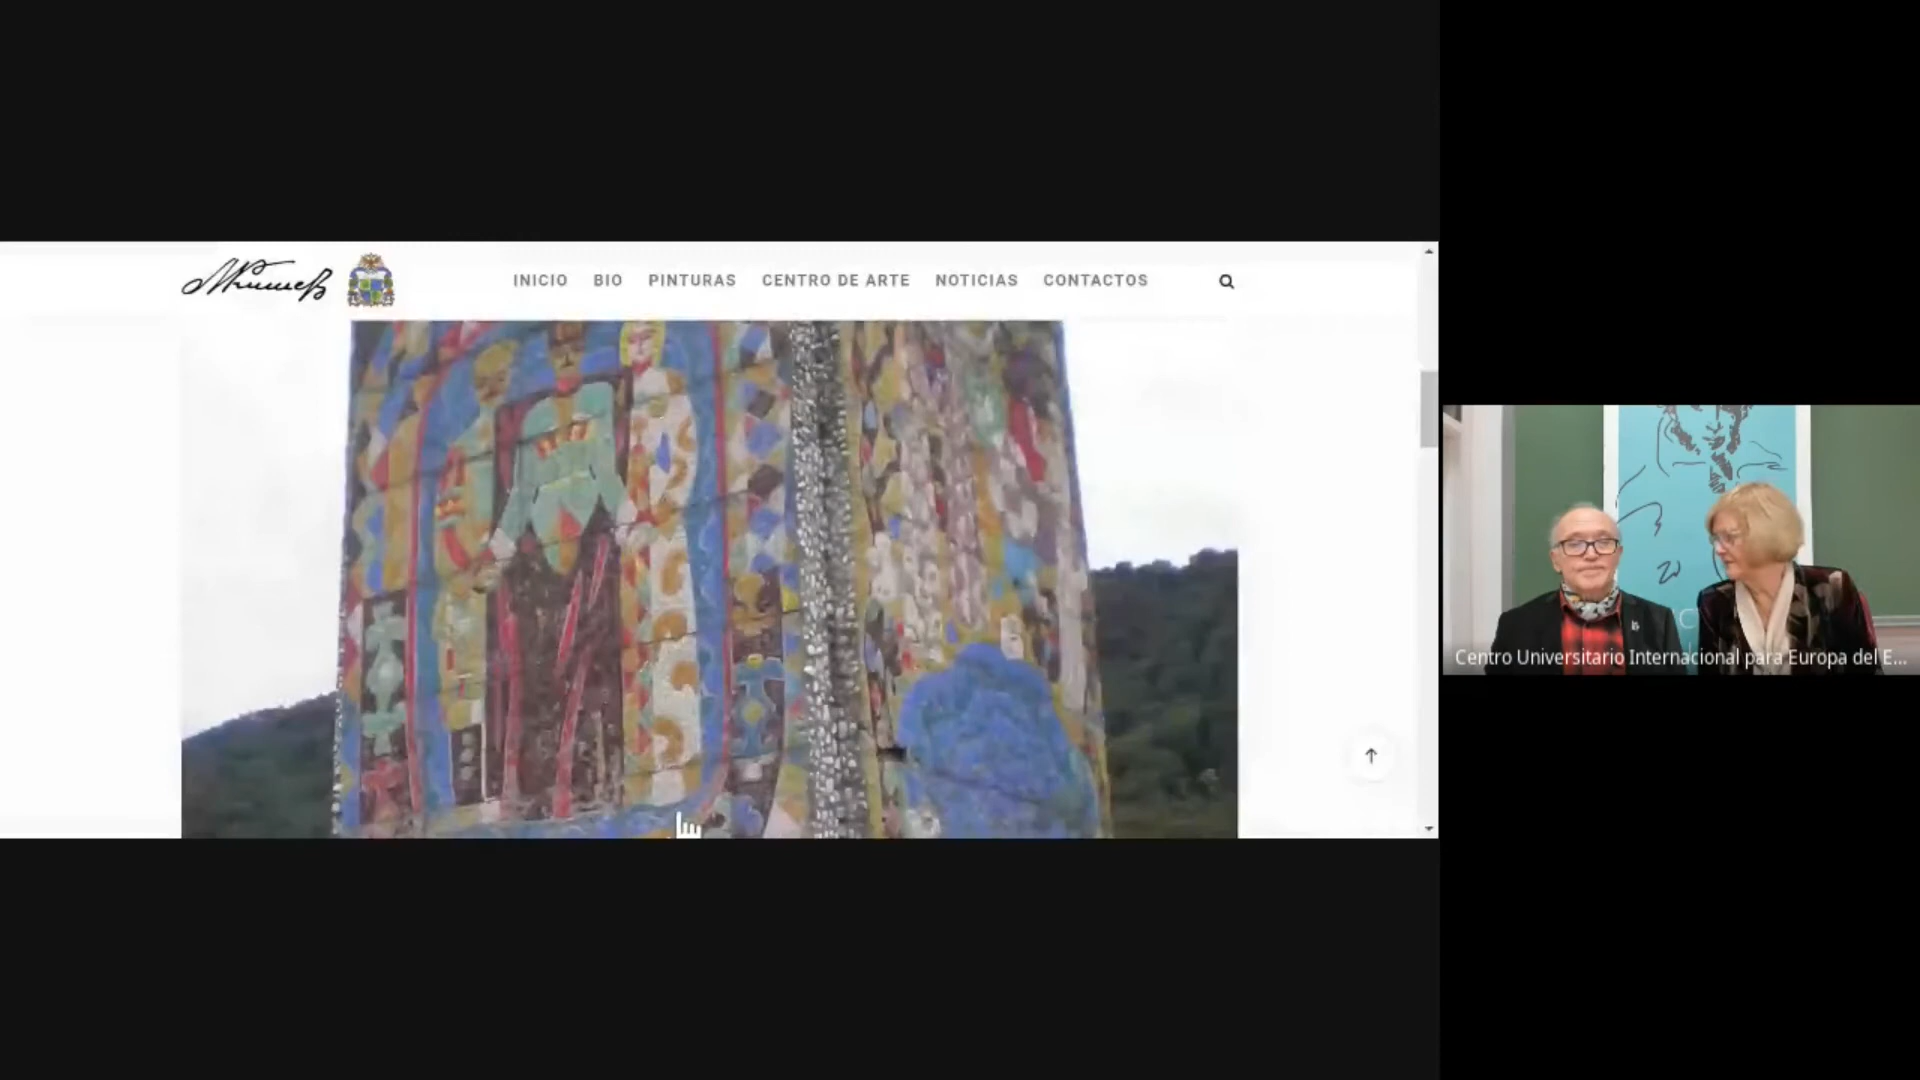 INICIO BIO PINTURAS CENTRO DE ARTE NOTICIAS CONTACTOS
Centro Universitario Internacional para Europa del E...